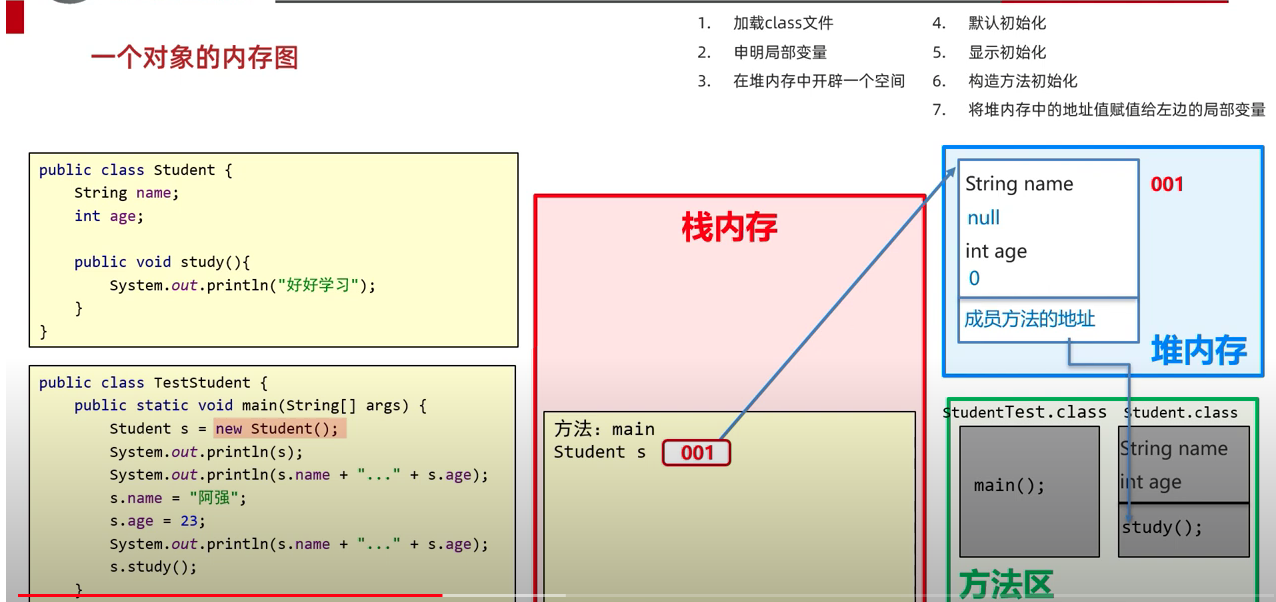 一个对象的内存图
1. 加载class文件
2. 申明局部变量
3. 在堆内存中开辟一个空间
4. 默认初始化
5. 显示初始化
6. 构造方法初始化
7. 将堆内存中的地址值赋值给左边的局部变量
public class Student {
String name;
int age;
public void study(){
System.out.println("好好学习");
}
}
public class TestStudent {
public static void main(String[] args) {
Student s = new Student();
System.out.println(s);
System.out.println(s.name + "..." + s.age);
s.name = "阿强";
s.age = 23;
System.out.println(s.name + "..." + s.age);
s.study();
}
栈内存
方法：main
Student s 001
String name
null
int age
0
成员方法的地址
001
堆内存
StudentTest.class
main();
Student.class
String name
int age
study();
方法区